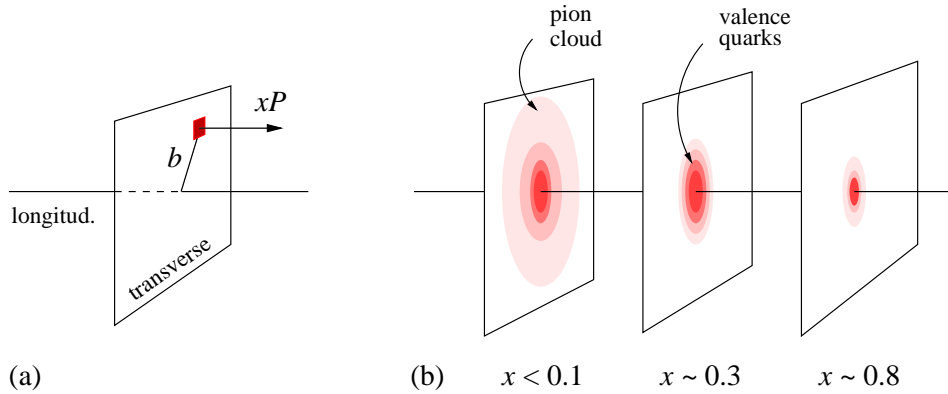 xP
b
longitud.
transverse
(a)
pion
cloud
valence
quarks
(b)
x < 0.1
x ~ 0.3
x ~ 0.8